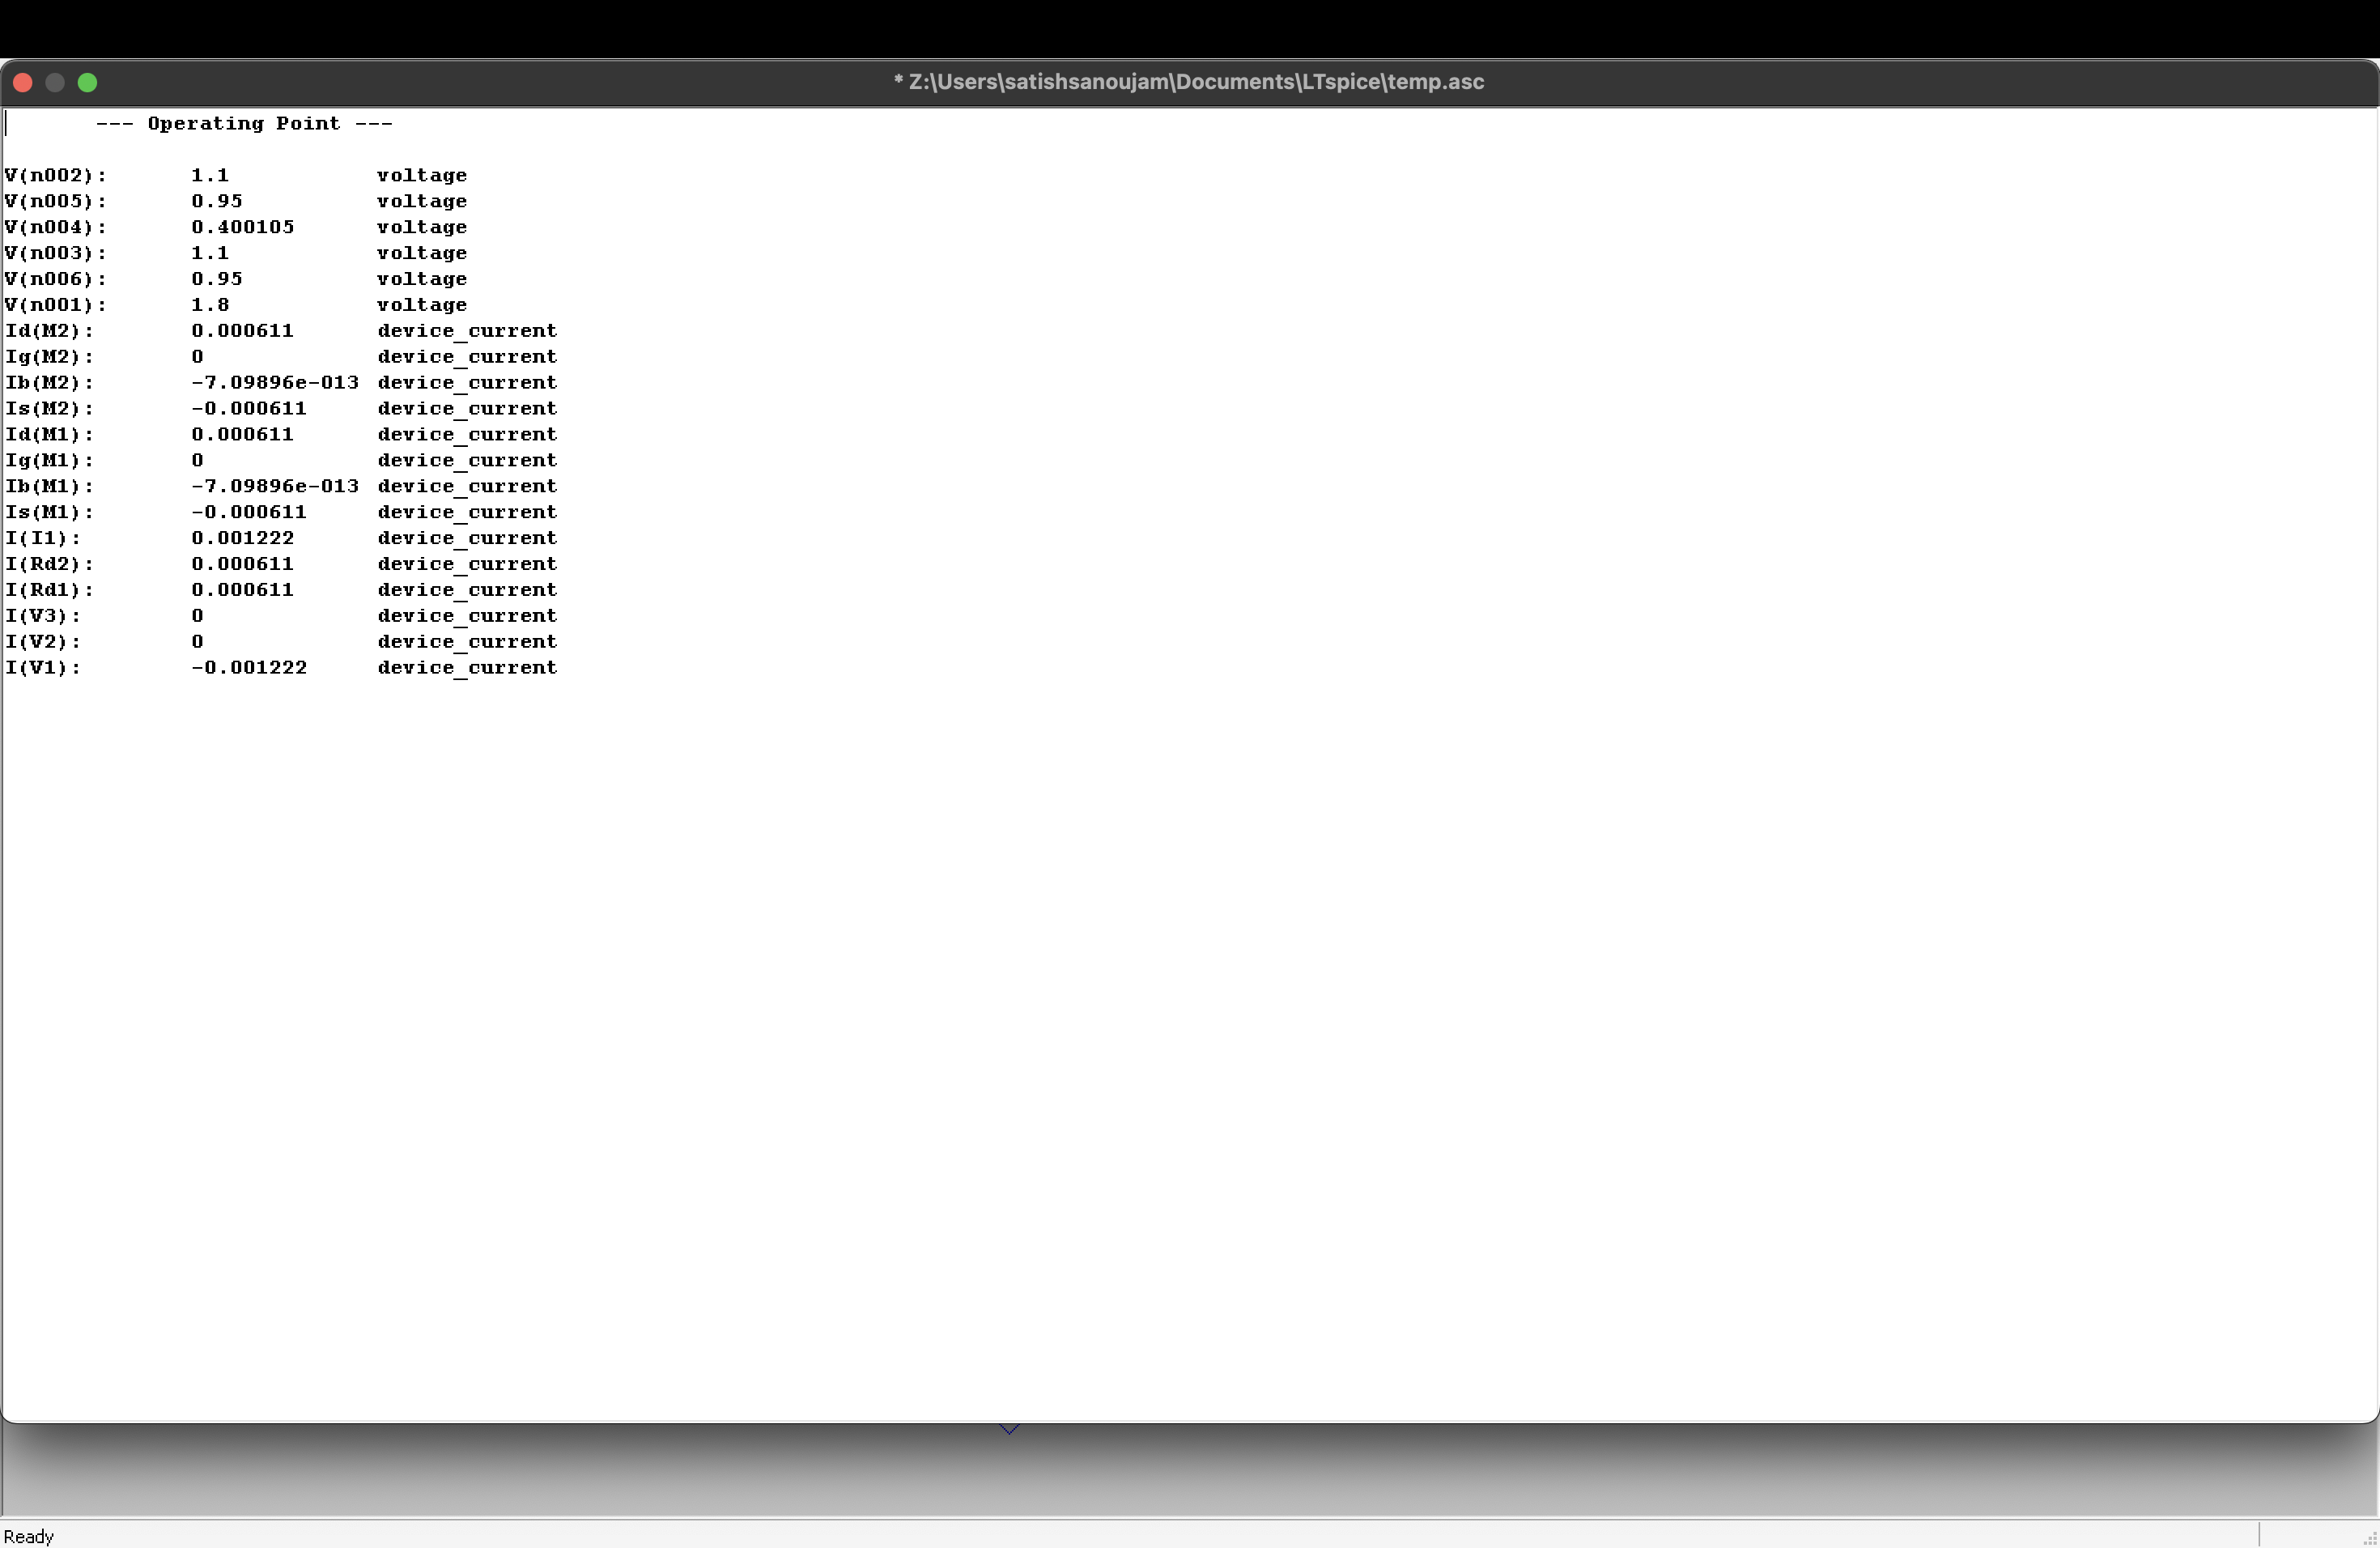 * Z:\Users\satishsanoujam\Documents\LTspice\temp.asc
--- Operating Point ---
V(n002): 1.1 voltage
V(n005): 0.95 voltage
V(n004): 0.400105 voltage
V(n003): 1.1 voltage
V(n006): 0.95 voltage
V(n001): 1.8 voltage
Id(M2): 0.000611 device_current
Ig(M2): 0 device_current
Ib(M2): -7.09896e-013 device_current
Is(M2): -0.000611 device_current
Id(M1): 0.000611 device_current
Ig(M1): 0 device_current
Ib(M1): -7.09896e-013 device_current
Is(M1): -0.000611 device_current
I(I1): 0.001222 device_current
I(Rd2): 0.000611 device_current
I(Rd1): 0.000611 device_current
I(V3): 0 device_current
I(V2): 0 device_current
I(V1): -0.001222 device_current
Ready